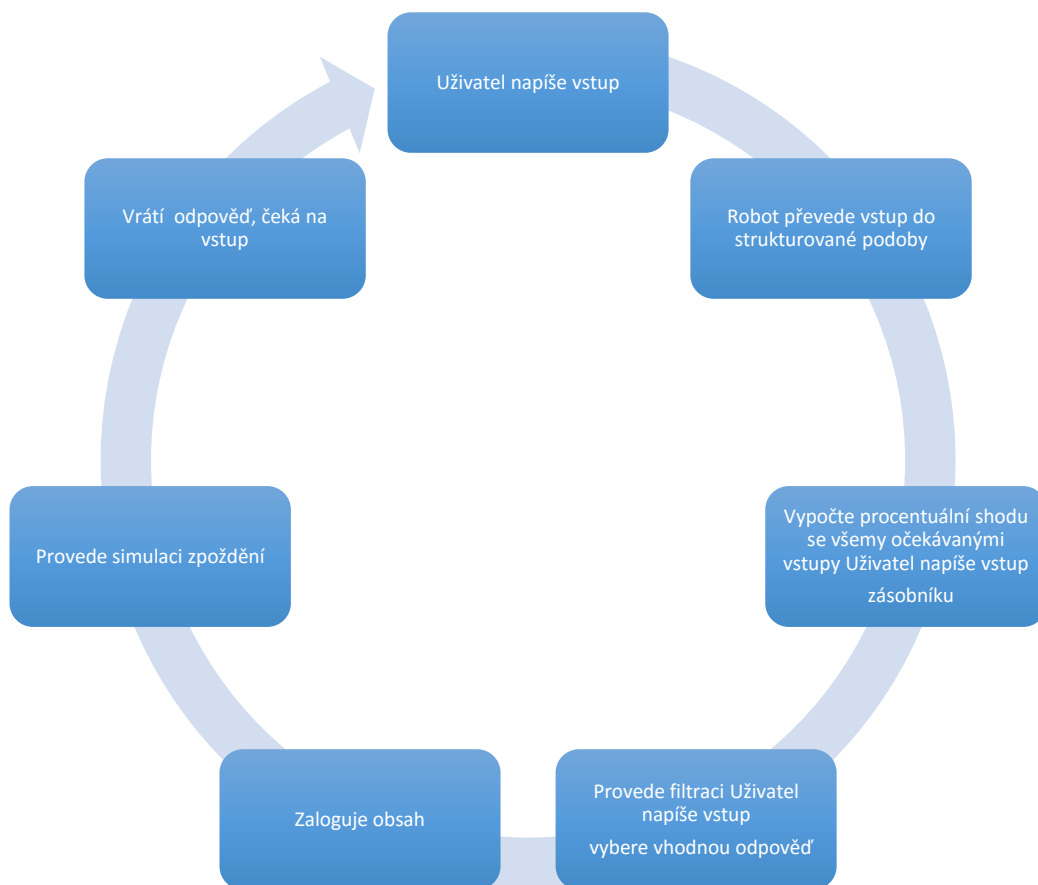 Uživatel napíše vstup
Robot převede vstup do
strukturované podoby
Vypočte procentuální shodu
se všemy očekávanými
vstupy Uživatel napíše vstup
zásobníku
Provede filtraci Uživatel
napíše vstup
vybere vhodnou odpověď
Zaloguje obsah
Provede simulaci zpoždění
Vrátí  odpověď, čeká na
vstup